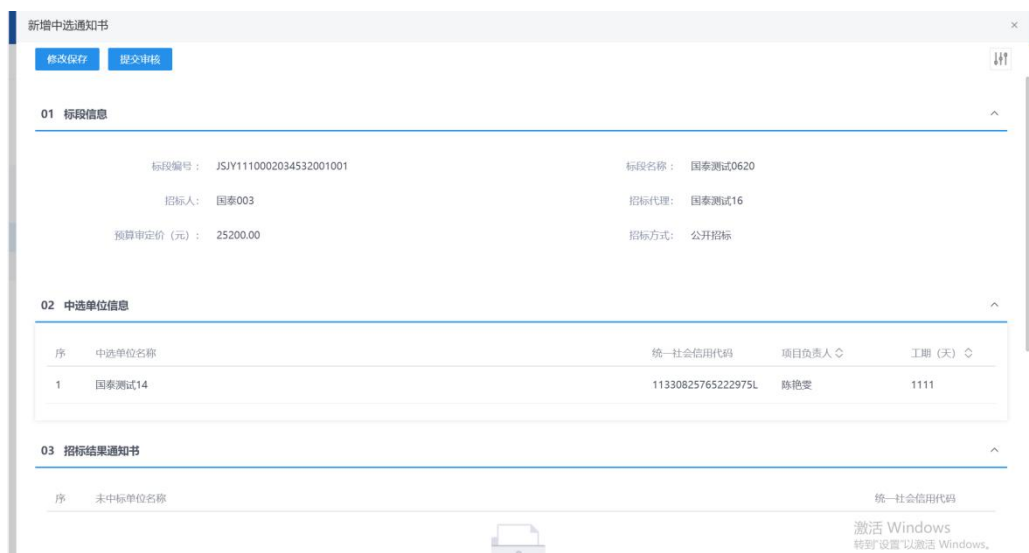 新增中选通知书
修改保存 提交审核
01 标段信息
标段编号： JSJY1110002034532001001 标段名称： 国泰测试0620
招标人： 国泰003 招标代理： 国泰测试16
预算审定价（元）： 25200.00 招标方式： 公开招标
02 中选单位信息
序 中选单位名称 统一社会信用代码 项目负责人 工期（天）
1 国泰测试14 11330825765222975L 陈艳雯 1111
03 招标结果通知书
序 未中标单位名称 统一社会信用代码
激活 Windows
转到"设置"以激活 Windows。